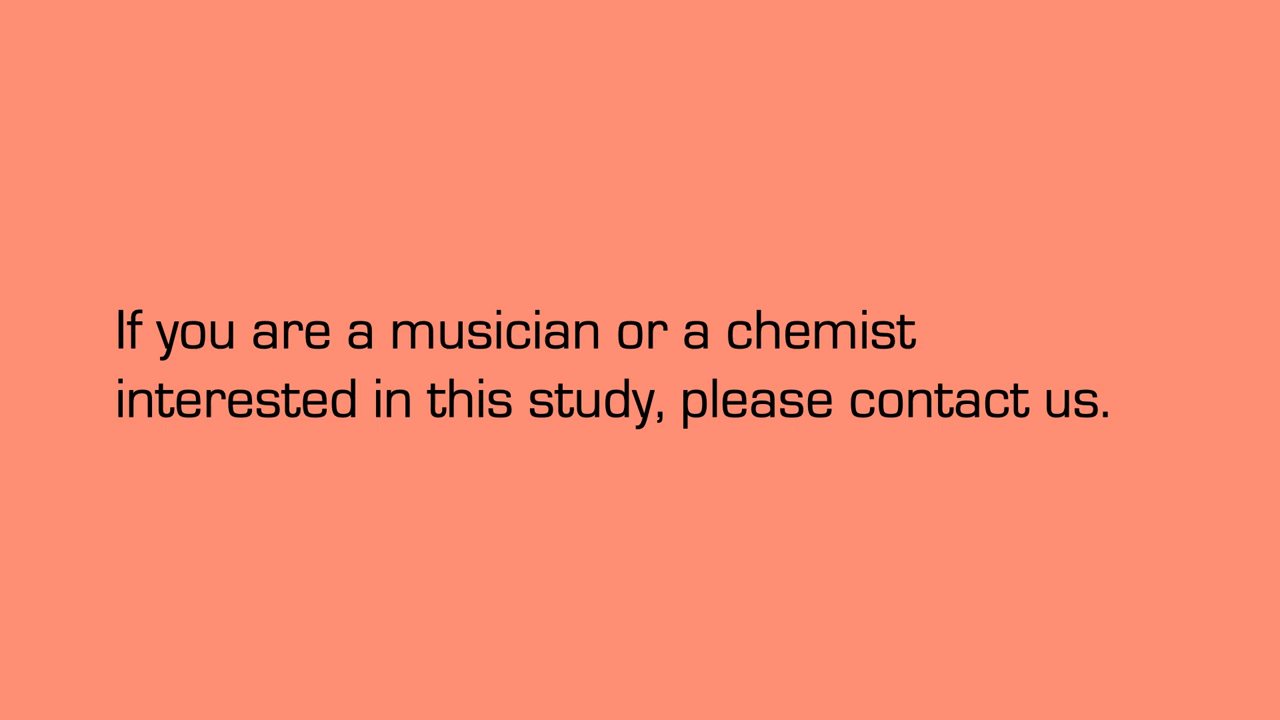 If you are a musician or a chemist
interested in this study, please contact us.